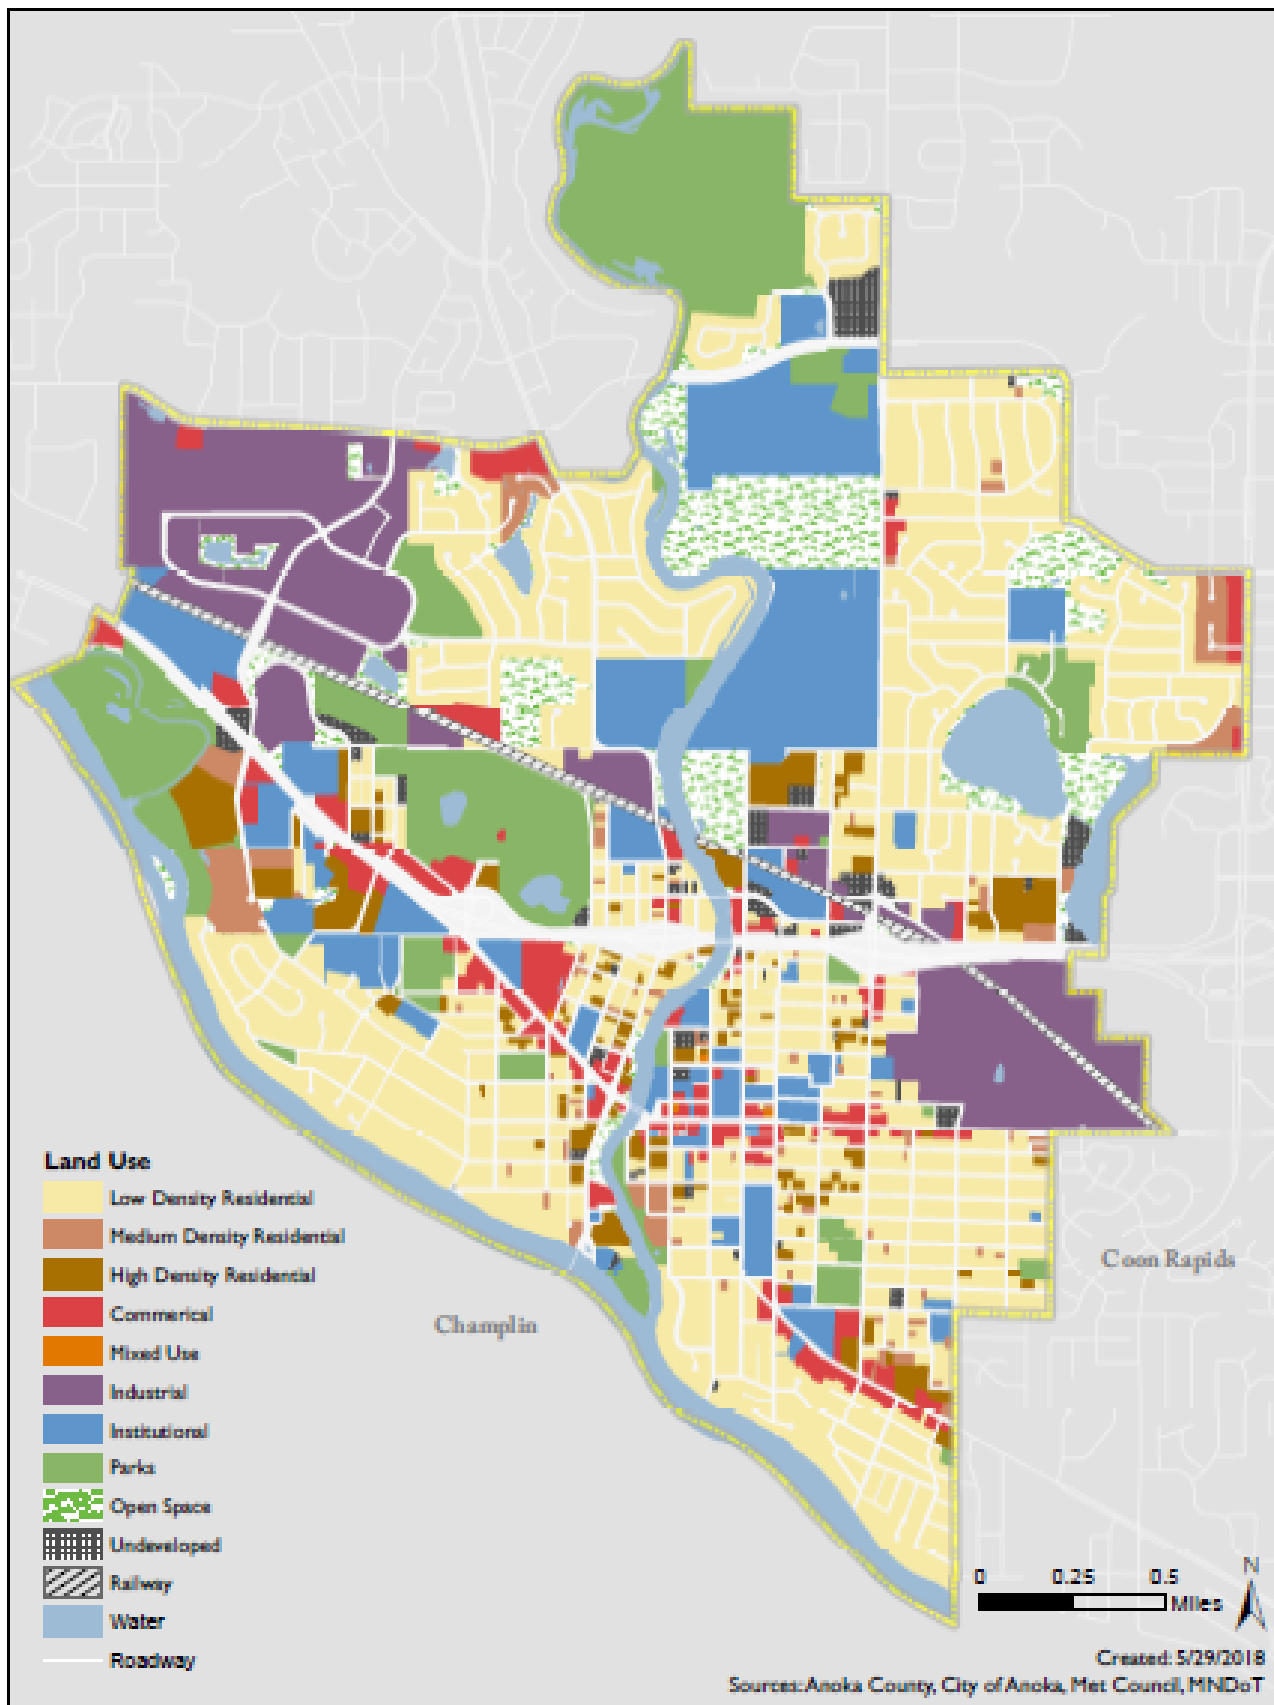 Land Use
Low Density Residential
Medium Density Residential
High Density Residential
Commerical
Mixed Use
Industrial
Institutional
Parks
Open Space
Undeveloped
Railway
Water
Roadway
Champlin
Coon Rapids
N
0 0.25 0.5
Miles
Created: 5/29/2018
Sources: Anoka County, City of Anoka, Met Council, MNDoT